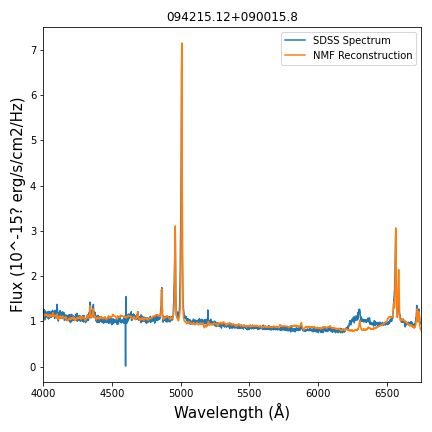 094215.12+090015.8
SDSS Spectrum
NMF Reconstruction
7
6
5
4
3
2
1
0
Flux (10^-15? erg/s/cm2/Hz)
4000 4500 5000 5500 6000 6500
Wavelength (Å)